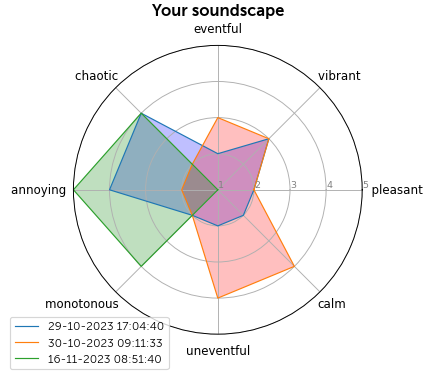 Your soundscape
eventful
chaotic
vibrant
annoying
1
2
3
4
5
pleasant
monotonous
calm
uneventful
29-10-2023 17:04:40
30-10-2023 09:11:33
16-11-2023 08:51:40